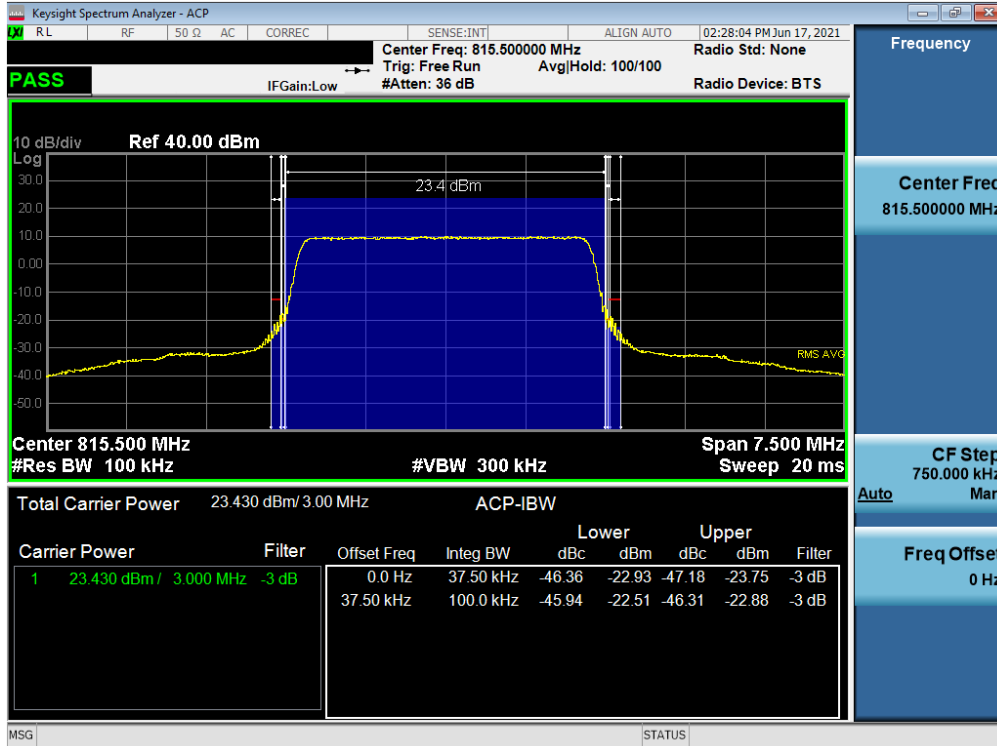 Keysight Spectrum Analyzer - ACP
LXI RL RF 50 Ω AC CORREC SENSE:INT ALIGN AUTO 02:28:04 PM Jun 17, 2021
Center Freq: 815.500000 MHz Radio Std: None
Trig: Free Run Avg|Hold: 100/100
PASS IFGain:Low #Atten: 36 dB Radio Device: BTS
10 dB/div Ref 40.00 dBm
Log
30.0
23.4 dBm
20.0
10.0
0.00
-10.0
-20.0
-30.0
RMS AVG
-40.0
-50.0
Center 815.500 MHz Span 7.500 MHz
#Res BW 100 kHz #VBW 300 kHz Sweep 20 ms
Total Carrier Power 23.430 dBm/ 3.00 MHz ACP-IBW
Lower Upper
Carrier Power Filter Offset Freq Integ BW dBc dBm dBc dBm Filter
1 23.430 dBm / 3.000 MHz -3 dB 0.0 Hz 37.50 kHz -46.36 -22.93 -47.18 -23.75 -3 dB
37.50 kHz 100.0 kHz -45.94 -22.51 -46.31 -22.88 -3 dB
Frequency
Center Freq
815.500000 MHz
CF Step
750.000 kHz
Auto Man
Freq Offset
0 Hz
MSG STATUS